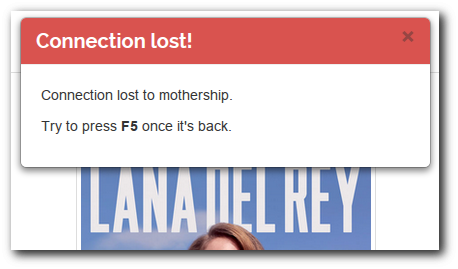 Connection lost!
×
Connection lost to mothership.
Try to press F5 once it's back.
LANA DEL REY